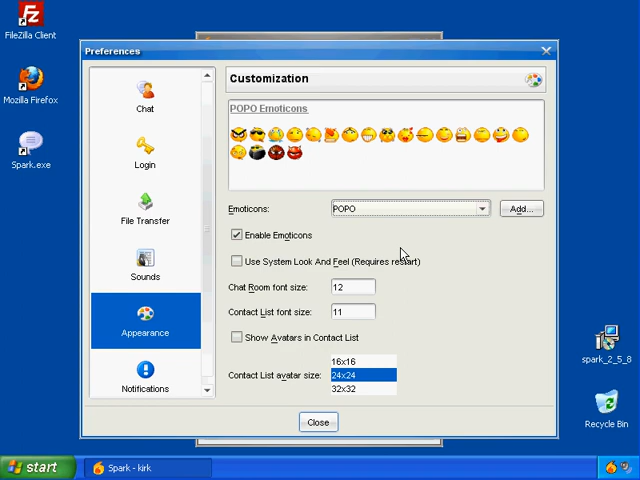 FileZilla Client
Mozilla Firefox
Spark.exe
Preferences
Chat
Login
File Transfer
Sounds
Appearance
Notifications
Customization
POPO Emoticons
Emoticons:
POPO
Add...
Enable Emoticons
Use System Look And Feel (Requires restart)
Chat Room font size:
12
Contact List font size:
11
Show Avatars in Contact List
Contact List avatar size:
16x16
24x24
32x32
Close
spark_2_5_8
Recycle Bin
start
Spark - kirk